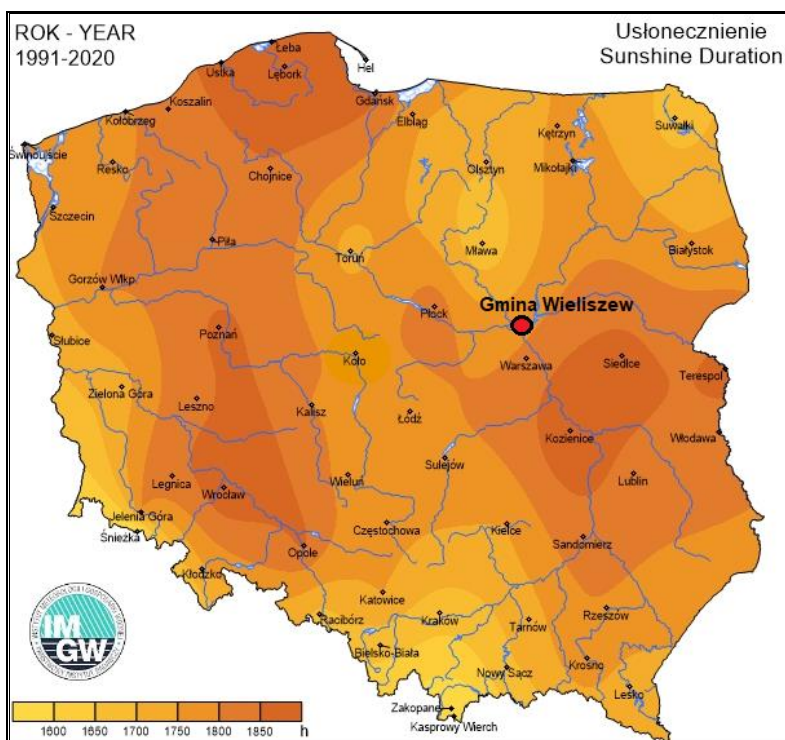 ROK - YEAR
1991-2020
Usłonecznienie
Sunshine Duration
Łeba
Hel
Ustka
Lębork
Gdańsk
Koszalin
Kołobrzeg
Elbląg
Kętrzyn
Suwałki
Świnoujście
Resko
Chojnice
Olsztyn
Mikołajki
Szczecin
Piła
Toruń
Mława
Białystok
Gorzów Wlkp.
Gmina Wieliszew
Płock
Poznań
Słubice
Koło
Warszawa
Siedlce
Terespol
Zielona Góra
Leszno
Kalisz
Łódź
Kozienice
Włodawa
Sulejów
Legnica
Wrocław
Wieluń
Lublin
Jelenia Góra
Śnieżka
Częstochowa
Kielce
Opole
Sandomierz
Kłodzko
Katowice
Racibórz
Kraków
Tarnów
Rzeszów
Bielsko-Biała
Nowy Sącz
Krosno
Lesko
Zakopane
Kasprowy Wierch
IM
GW
1600 1650 1700 1750 1800 1850 h